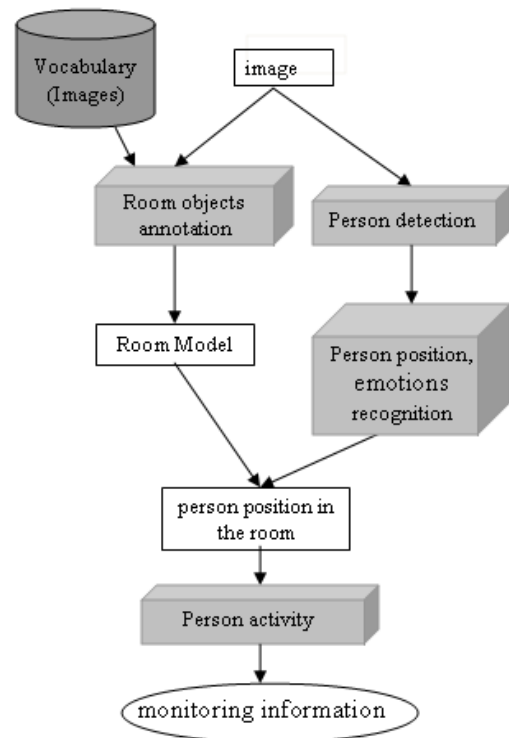 Vocabulary
(Images)
image
Room objects
annotation
Person detection
Room Model
Person position,
emotions
recognition
person position in
the room
Person activity
monitoring information